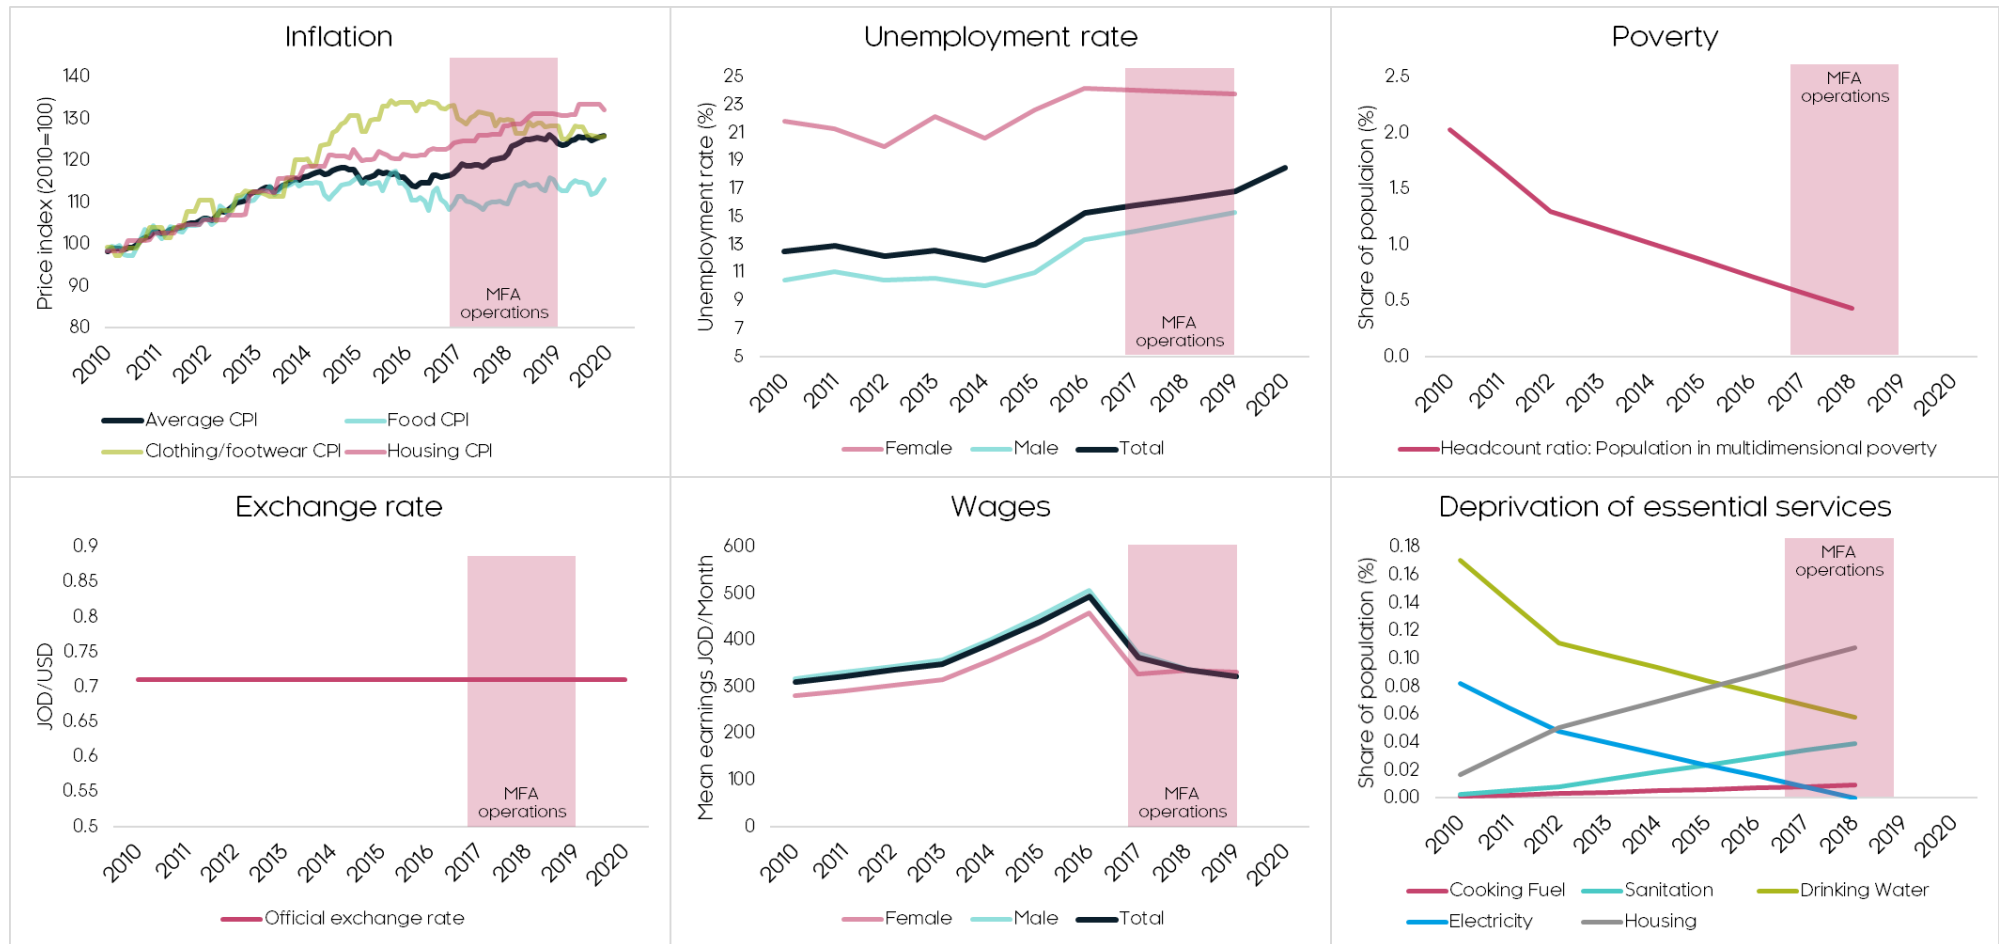 Inflation
Price index (2010=100)
140
130
120
110
100
90
80
MFA
operations
2010
2011
2012
2013
2014
2015
2016
2017
2018
2019
2020
Average CPI
Food CPI
Clothing/footwear CPI
Housing CPI
Unemployment rate
Unemployment rate (%)
25
23
21
19
17
15
13
11
9
7
5
MFA
operations
2010
2011
2012
2013
2014
2015
2016
2017
2018
2019
2020
Female
Male
Total
Poverty
Share of populaion (%)
2.5
2.0
1.5
1.0
0.5
0.0
MFA
operations
2010
2011
2012
2013
2014
2015
2016
2017
2018
2019
2020
Headcount ratio: Population in multidimensional poverty
Exchange rate
JOD/USD
0.9
0.85
0.8
0.75
0.7
0.65
0.6
0.55
0.5
MFA
operations
2010
2011
2012
2013
2014
2015
2016
2017
2018
2019
2020
Official exchange rate
Wages
Mean earnings JOD/Month
600
500
400
300
200
100
0
MFA
operations
2010
2011
2012
2013
2014
2015
2016
2017
2018
2019
2020
Female
Male
Total
Deprivation of essential services
Share of population (%)
0.18
0.16
0.14
0.12
0.10
0.08
0.06
0.04
0.02
0.00
MFA
operations
2010
2011
2012
2013
2014
2015
2016
2017
2018
2019
2020
Cooking Fuel
Sanitation
Drinking Water
Electricity
Housing